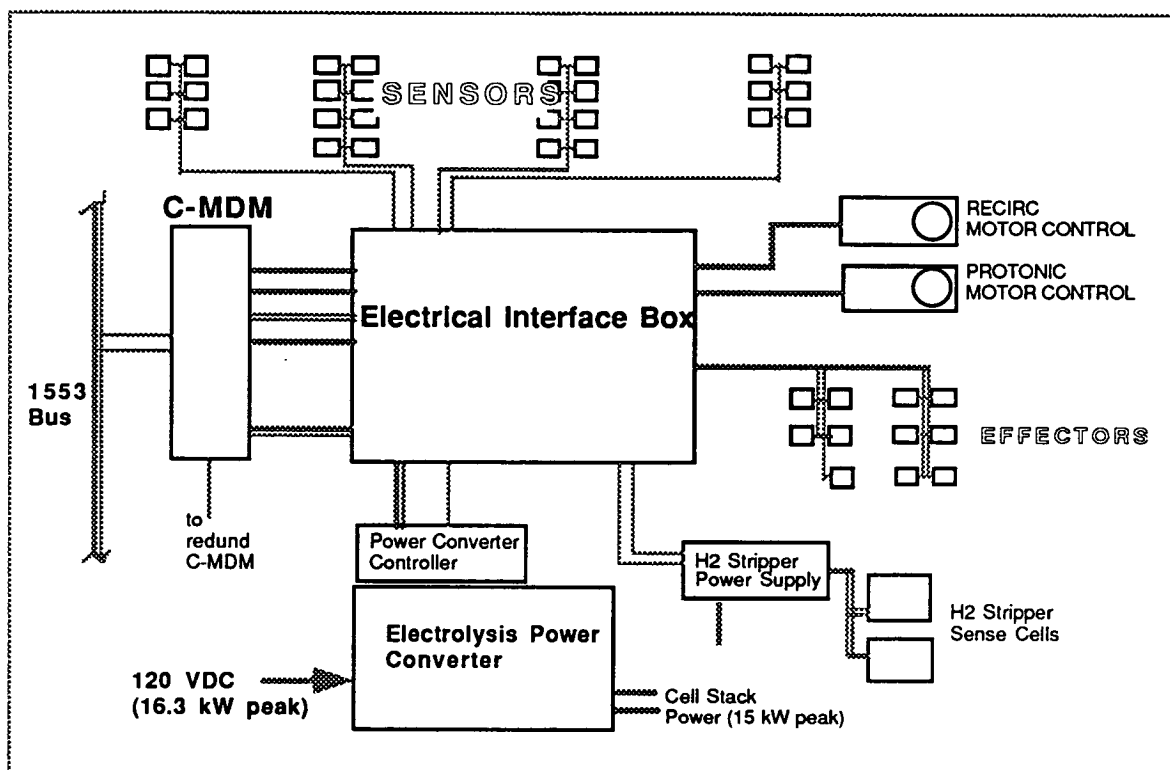 SENSORS
C-MDM
RECIRC
MOTOR CONTROL
PROTONIC
MOTOR CONTROL
Electrical Interface Box
1553
Bus
EFFECTORS
to
redund
C-MDM
Power Converter
Controller
H2 Stripper
Power Supply
H2 Stripper
Sense Cells
Electrolysis Power
Converter
120 VDC
(16.3 kW peak)
Cell Stack
Power (15 kW peak)